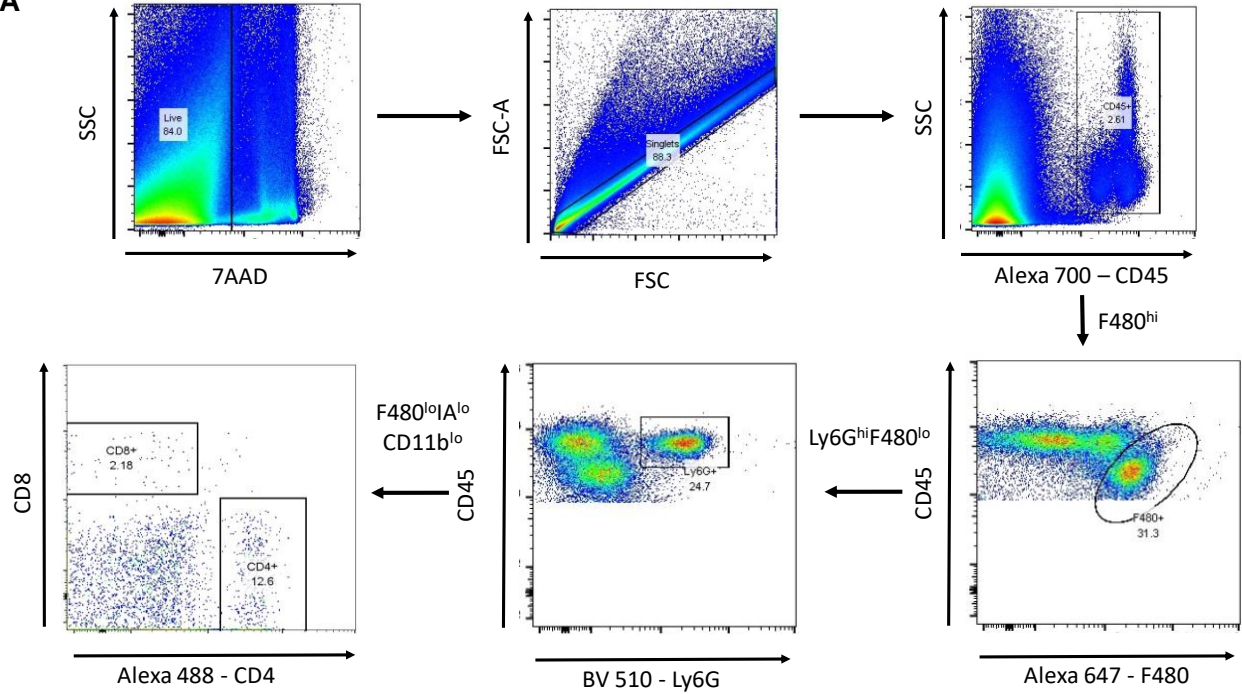 A
SSC
Live
84.0
7AAD
FSC-A
Singlets
88.3
FSC
SSC
CD45+
2.61
Alexa 700 – CD45
F480hi
CD45
F480+
31.3
Alexa 647 - F480
Ly6GhiF480lo
CD45
Ly6G+
24.7
BV 510 - Ly6G
F480loIAlo
CD11blo
CD8
CD8+
2.18
CD4+
12.6
Alexa 488 - CD4